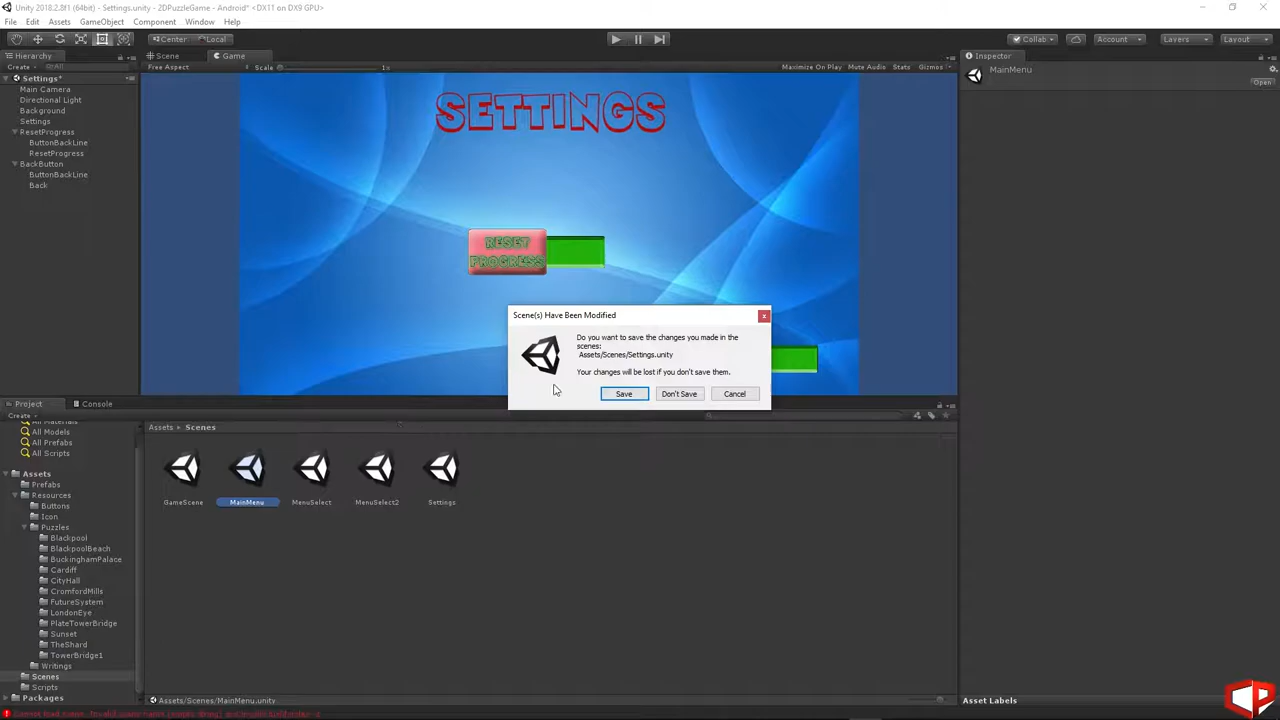 Unity 2018.2.8f1 (64bit) - Settings.unity - 2DPuzzleGame - Android* <DX11 on DX9 GPU>
File Edit Assets GameObject Component Window Help
Center Local Collab Account Layers Layout
Hierarchy Scene Game Inspector
Create All Free Aspect Scale 1x Maximize On Play Mute Audio Stats Gizmos MainMenu
Settings*
Open
Main Camera
Directional Light
Background
Settings
ResetProgress
ButtonBackLine
ResetProgress
BackButton
ButtonBackLine
Back
SETTINGS
RESET
PROGRESS
Scene(s) Have Been Modified
Do you want to save the changes you made in the
scenes:
Assets/Scenes/Settings.unity
Your changes will be lost if you don't save them.
Save Don't Save Cancel
Project Console
Create
All Materials
All Models
All Prefabs
All Scripts
Assets
Prefabs
Resources
Buttons
Icon
Puzzles
Blackpool
BlackpoolBeach
BuckinghamPalace
Cardiff
CityHall
CromfordMills
FutureSystem
LondonEye
PlateTowerBridge
Sunset
TheShard
TowerBridge1
Writings
Scenes
Scripts
Packages
Assets ▸ Scenes
GameScene MainMenu MenuSelect MenuSelect2 Settings
Assets/Scenes/MainMenu.unity
Asset Labels